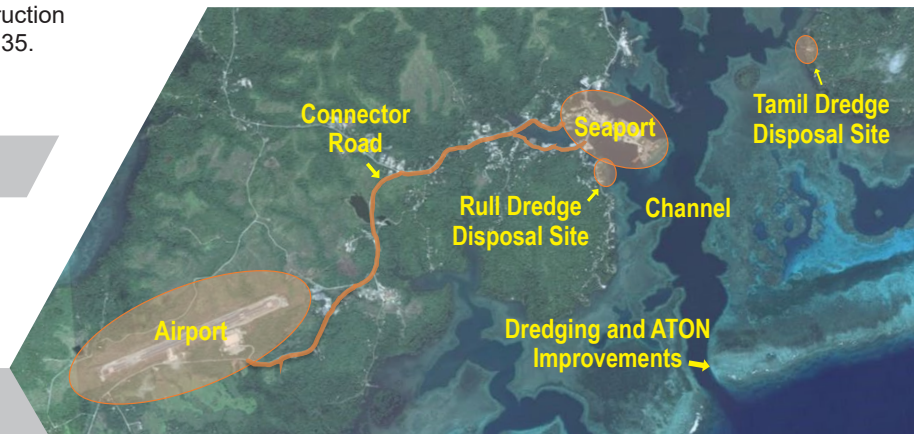 ruction
35.
Connector
Road
Seaport
Tamil Dredge
Disposal Site
Rull Dredge
Disposal Site
Channel
Airport
Dredging and ATON
Improvements